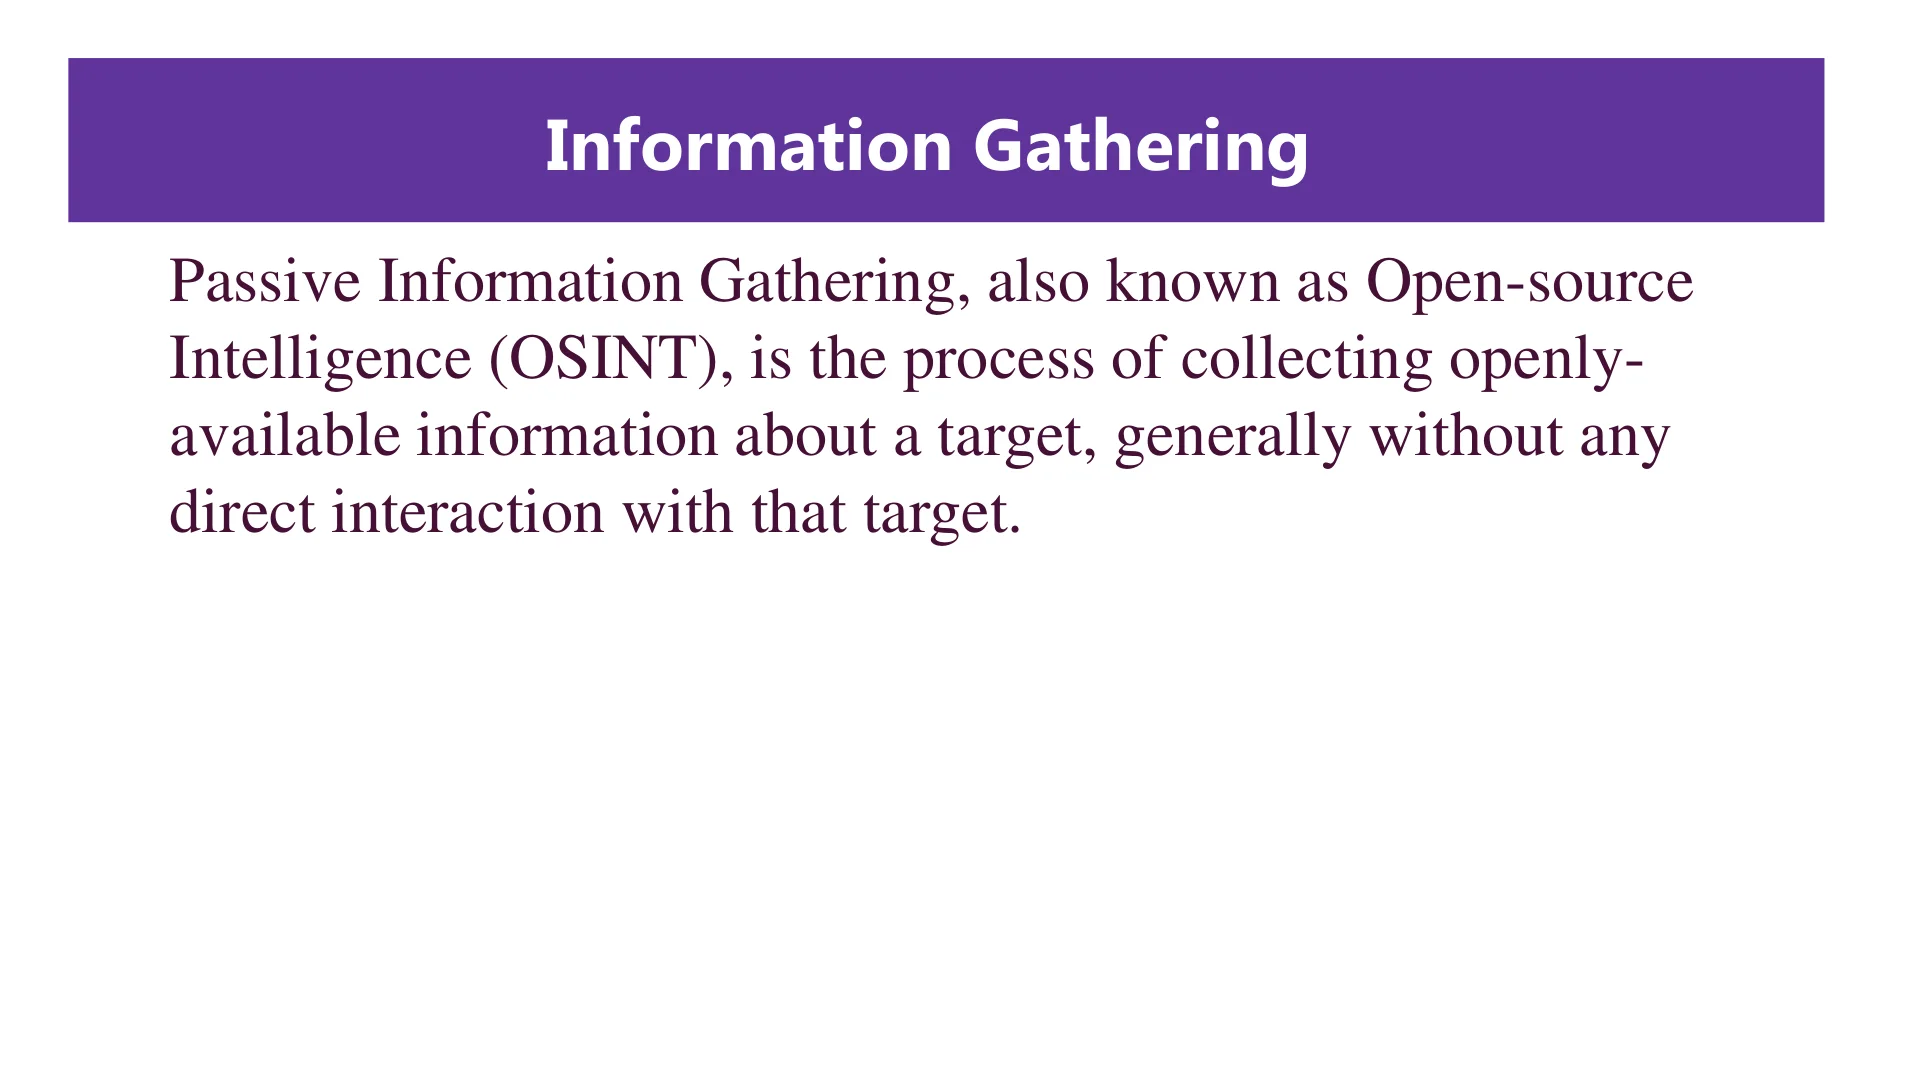 Information Gathering
Passive Information Gathering, also known as Open-source
Intelligence (OSINT), is the process of collecting openly-
available information about a target, generally without any
direct interaction with that target.